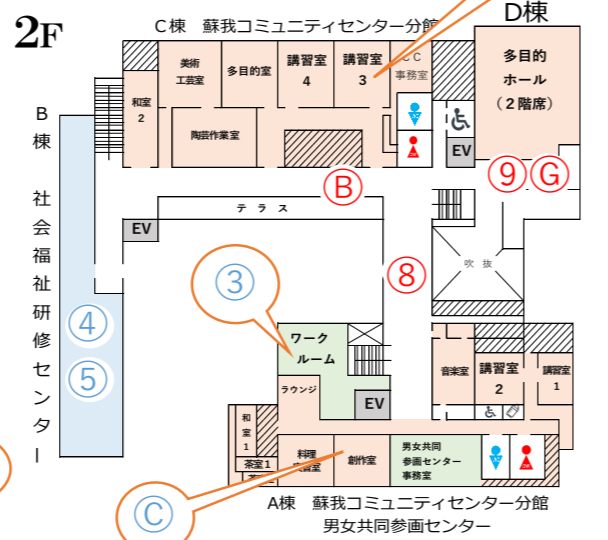 2F
C棟 蘇我コミュニティセンター分館
D棟
美術
工芸室
多目的室
講習室
4
講習室
3
CC
事務室
多目的
ホール
(2階席)
和室
2
陶芸作業室
EV
B棟 社会福祉研修センター
⑨ Ⓖ
Ⓑ
テラス
EV
吹抜
⑧
③
④
⑤
ワーク
ルーム
ラウンジ
EV
音楽室
講習室
2
講習室
1
和室1
茶室1
料理
創作室
男女共同
参画センター
事務室
Ⓒ
A棟 蘇我コミュニティセンター分館
男女共同参画センター